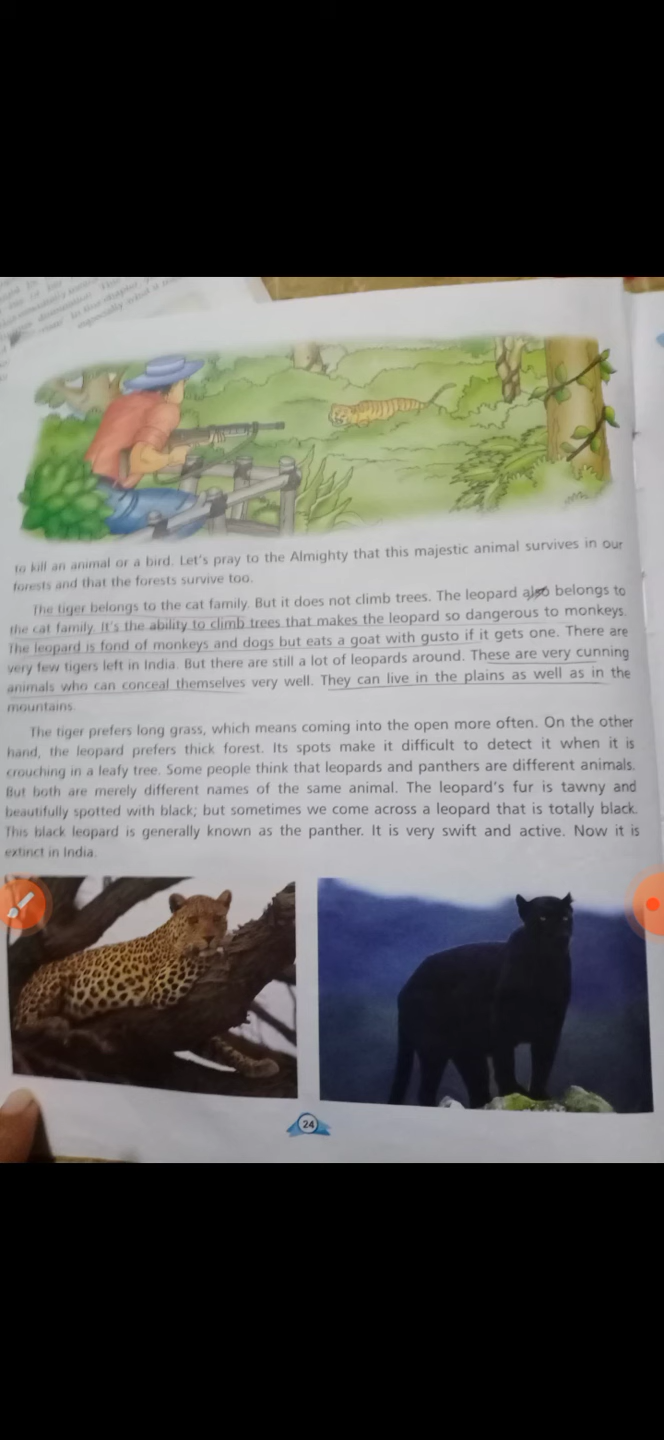 to kill an animal or a bird. Let's pray to the Almighty that this majestic animal survives in our
forests and that the forests survive too.
The tiger belongs to the cat family. But it does not climb trees. The leopard also belongs to
the cat family. It's the ability to climb trees that makes the leopard so dangerous to monkeys.
The leopard is fond of monkeys and dogs but eats a goat with gusto if it gets one. There are
very few tigers left in India. But there are still a lot of leopards around. These are very cunning
animals who can conceal themselves very well. They can live in the plains as well as in the
mountains.
The tiger prefers long grass, which means coming into the open more often. On the other
hand, the leopard prefers thick forest. Its spots make it difficult to detect it when it is
crouching in a leafy tree. Some people think that leopards and panthers are different animals.
But both are merely different names of the same animal. The leopard's fur is tawny and
beautifully spotted with black; but sometimes we come across a leopard that is totally black.
This black leopard is generally known as the panther. It is very swift and active. Now it is
extinct in India.
24